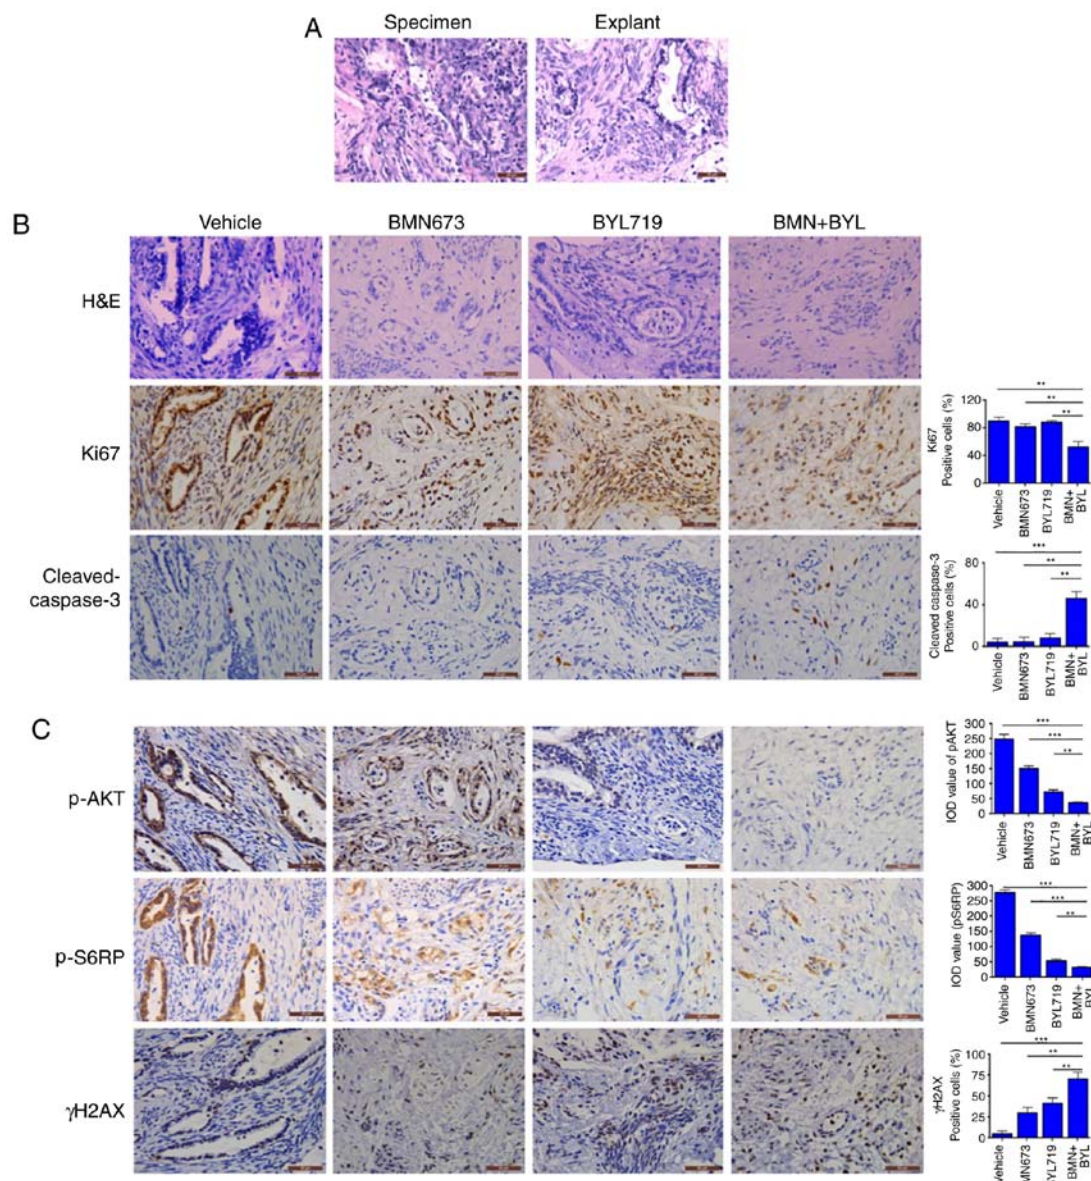 A
Specimen
Explant
B
Vehicle
BMN673
BYL719
BMN+BYL
H&E
Ki67
Cleaved-
caspase-3
Ki67
Positive cells (%)
120
80
40
0
**
**
**
Vehicle
BMN673
BYL719
BMN+
BYL
Cleaved caspase-3
Positive cells (%)
80
40
0
***
**
**
Vehicle
BMN673
BYL719
BMN+
BYL
C
p-AKT
p-S6RP
γH2AX
IOD value of pAKT
300
250
200
150
100
50
0
***
***
**
Vehicle
BMN673
BYL719
BMN+
BYL
IOD value (pS6RP)
300
250
200
150
100
50
0
***
***
**
Vehicle
BMN673
BYL719
BMN+
BYL
γH2AX
Positive cells (%)
100
75
50
25
0
***
**
**
Vehicle
MN673
BYL719
BMN+
BYL